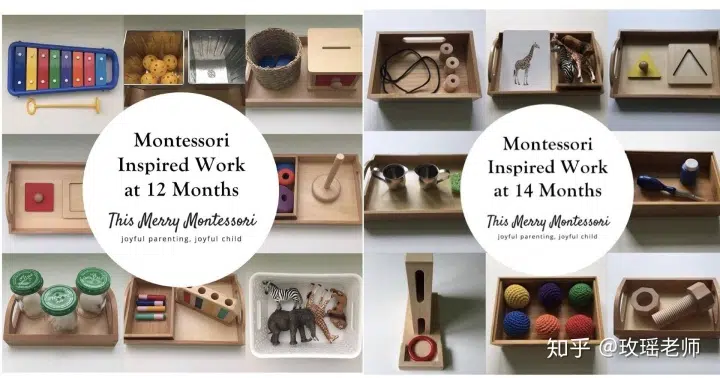 Montessori
Inspired Work
at 12 Months
This Merry Montessori
joyful parenting, joyful child
Montessori
Inspired Work
at 14 Months
This Merry Montessori
joyful parenting, joyful child
知乎 @玫瑶老师